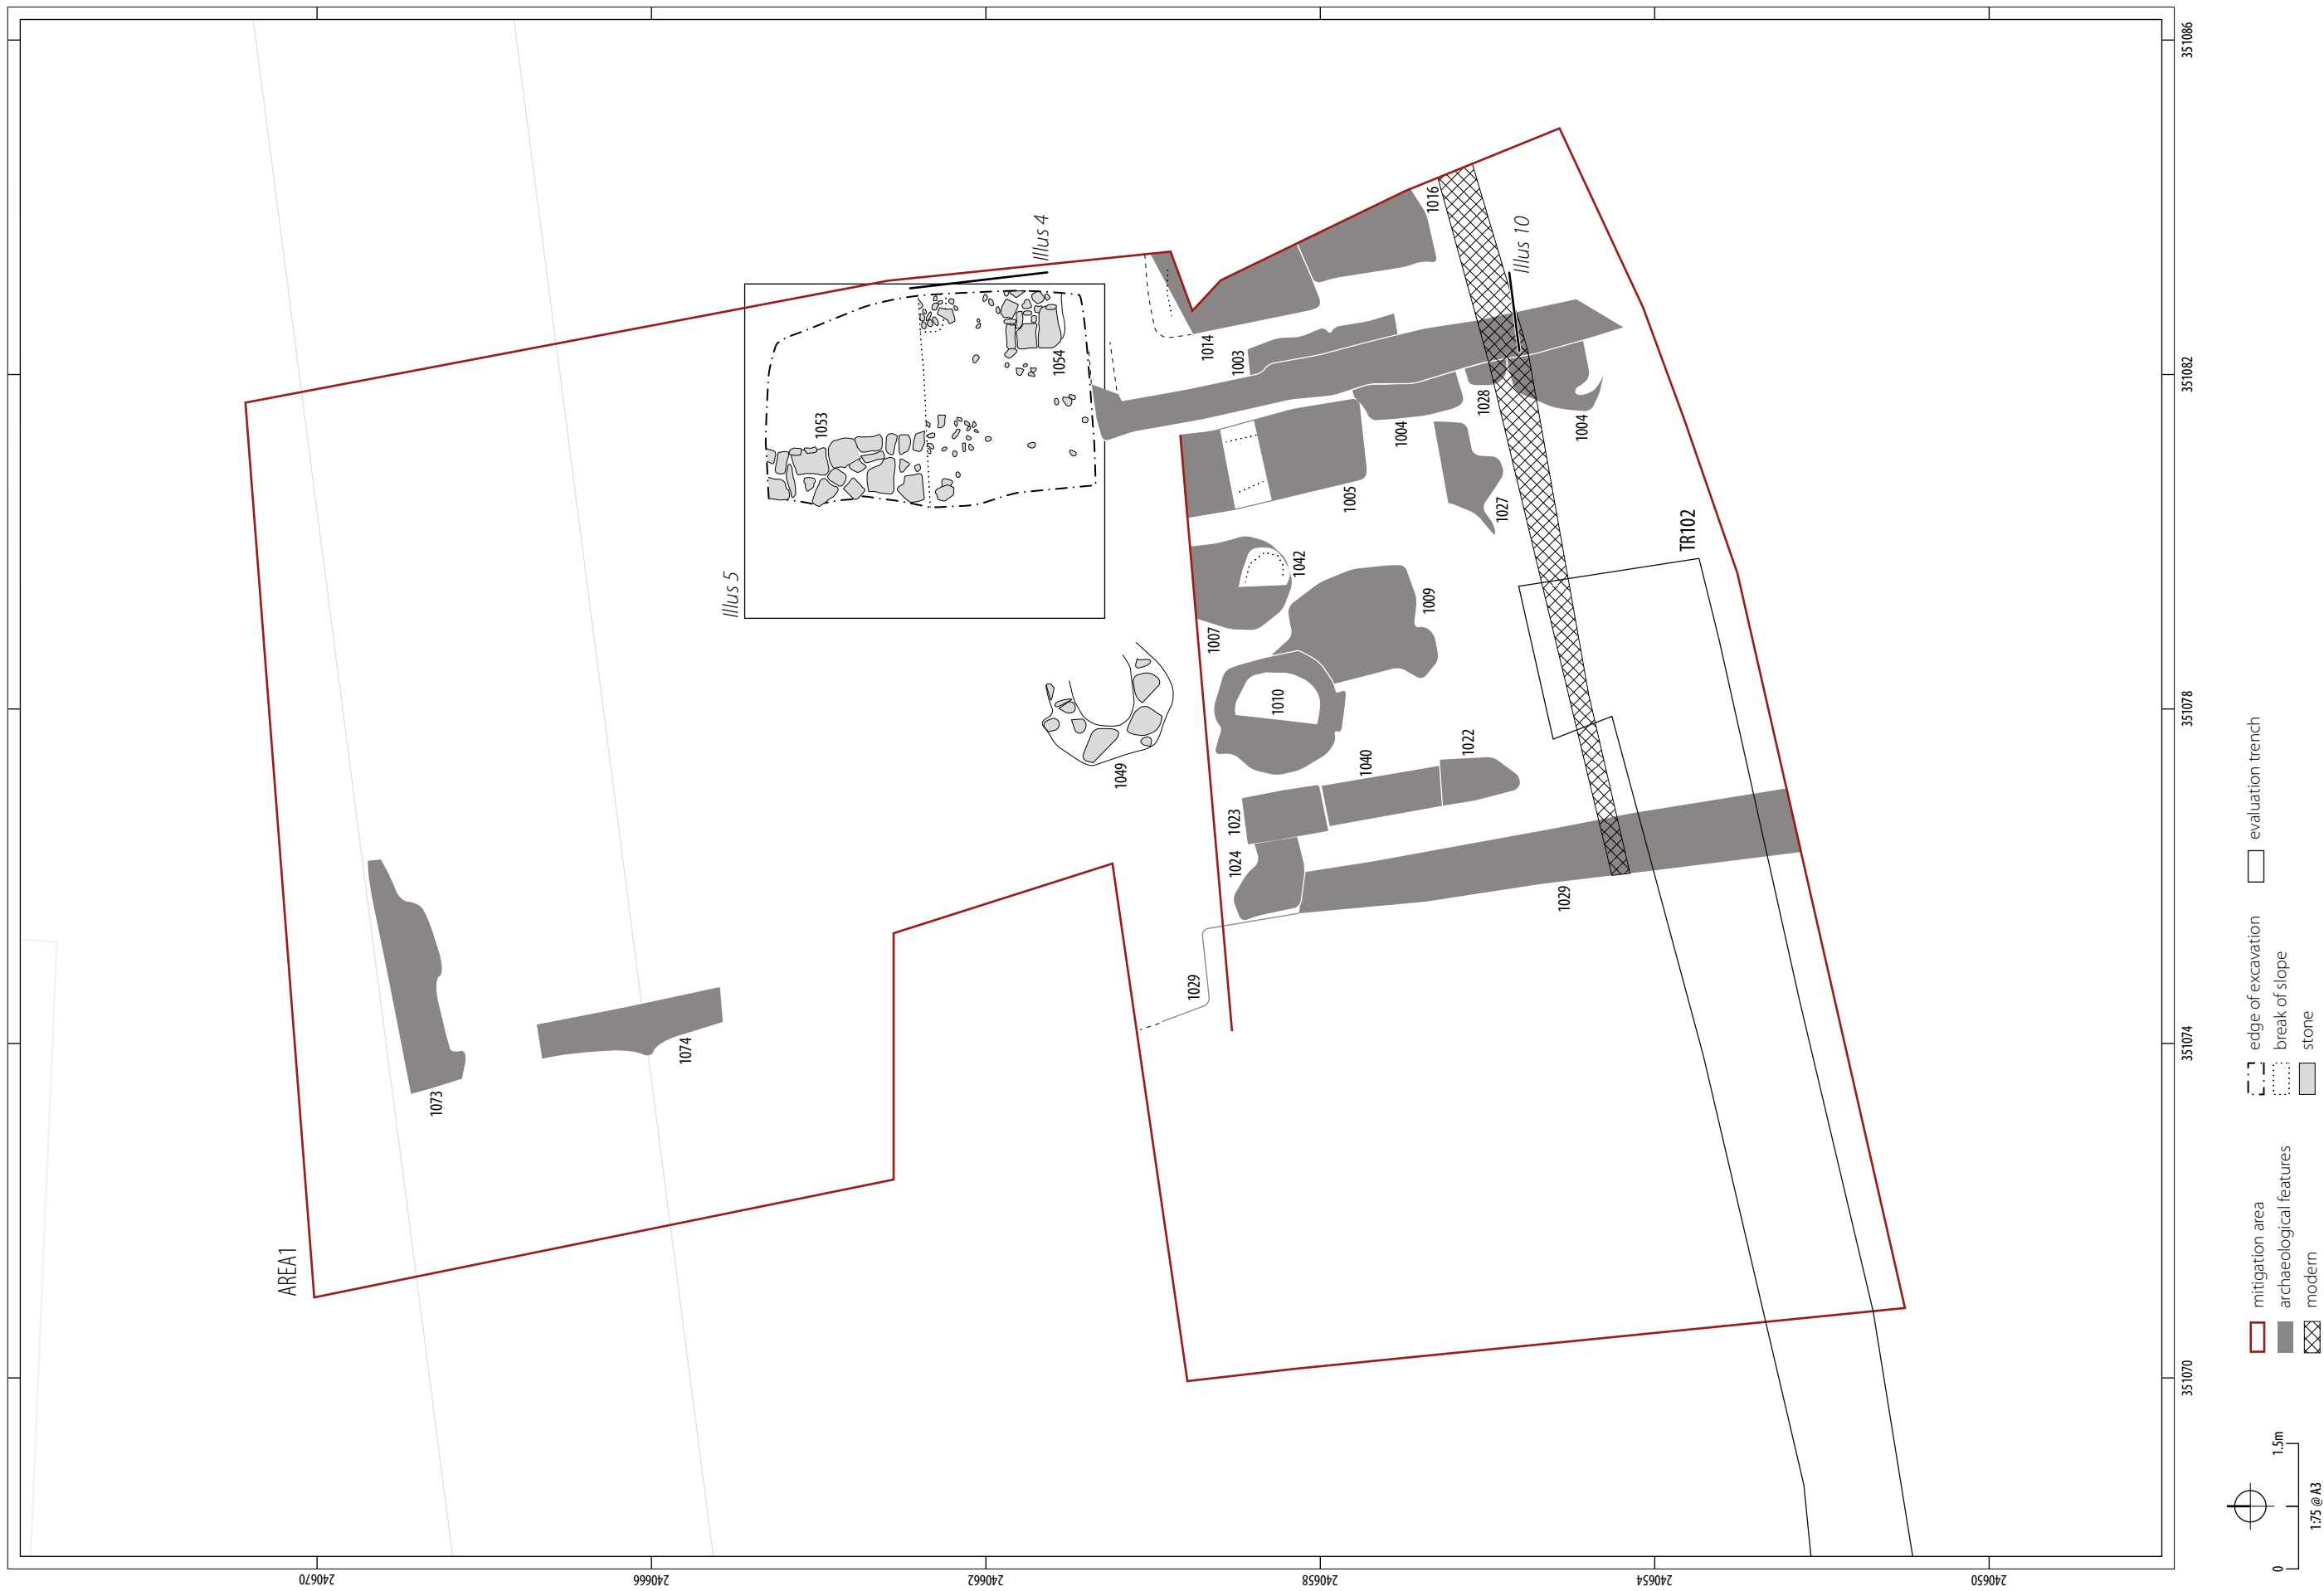 AREA1
1073
1074
Illus 5
1053
1054
Illus 4
1049
1029
1014
1003
1016
Illus 10
1028
1004
1004
1005
1027
1042
1007
1009
1010
1040
1022
1023
1024
1029
TR102
351070
351074
351078
351082
351086
240670
240666
240662
240658
240654
240650
0
1.5m
1:75 @ A3
mitigation area
archaeological features
modern
edge of excavation
break of slope
stone
evaluation trench